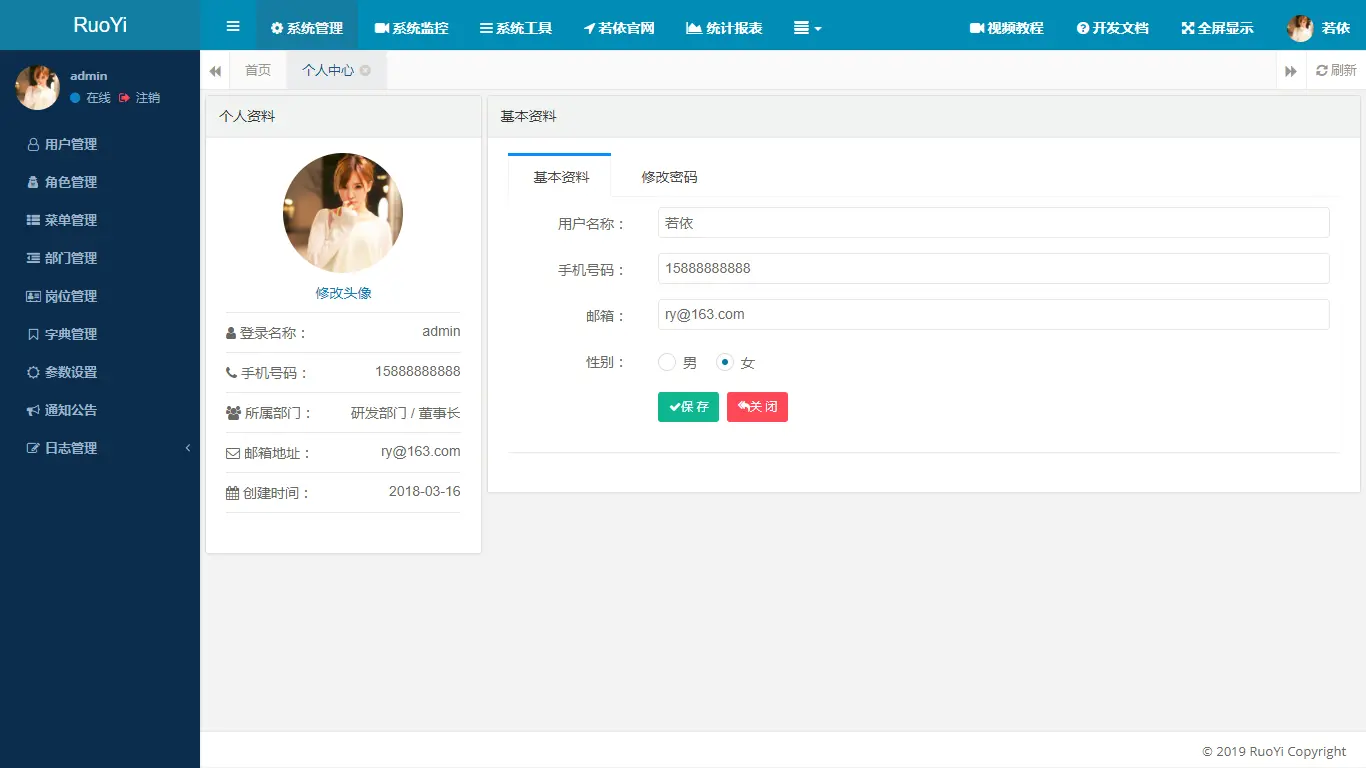 RuoYi
系统管理 系统监控 系统工具 若依官网 统计报表 视频教程 开发文档 全屏显示 若依
admin
在线 注销
首页 个人中心 刷新
用户管理
角色管理
菜单管理
部门管理
岗位管理
字典管理
参数设置
通知公告
日志管理
个人资料
修改头像
登录名称： admin
手机号码： 15888888888
所属部门： 研发部门 / 董事长
邮箱地址： ry@163.com
创建时间： 2018-03-16
基本资料
基本资料 修改密码
用户名称： 若依
手机号码： 15888888888
邮箱： ry@163.com
性别： 男 女
保 存 关 闭
© 2019 RuoYi Copyright